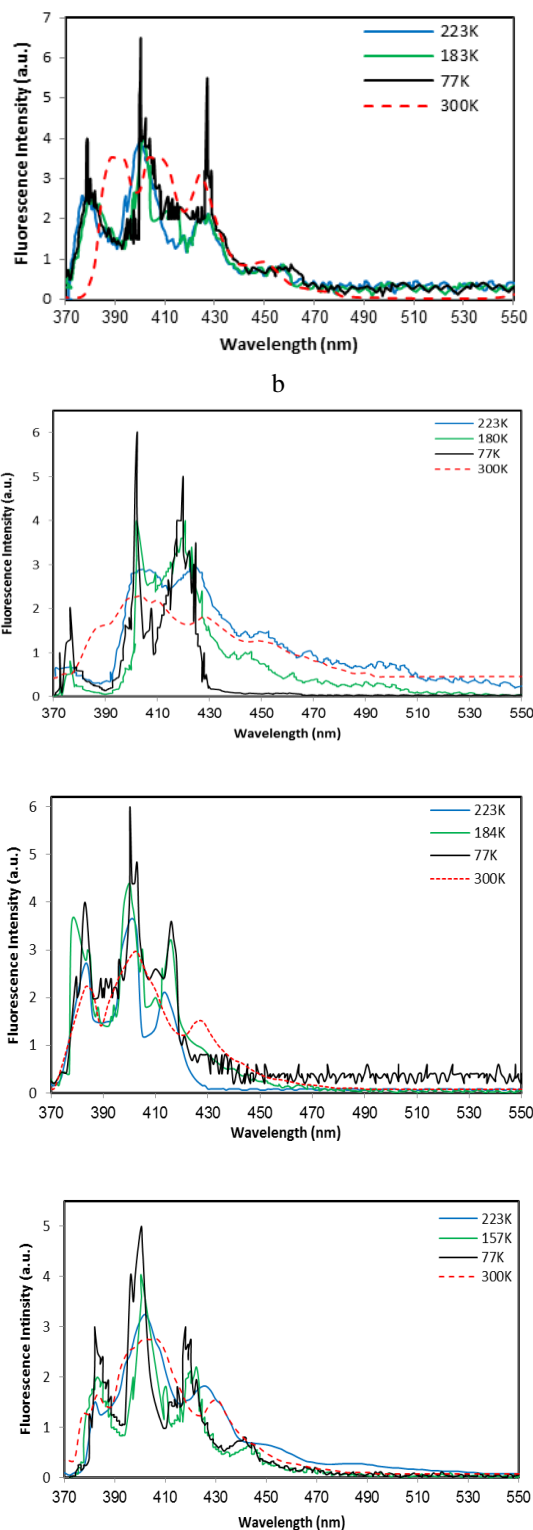 Fluorescence Intensity (a.u.)
7
6
5
4
3
2
1
0
223K
183K
77K
300K
370 390 410 430 450 470 490 510 530 550
Wavelength (nm)
b
Fluorescence Intensity (a.u.)
6
5
4
3
2
1
0
223K
180K
77K
300K
370 390 410 430 450 470 490 510 530 550
Wavelength (nm)
Fluorescence Intensity (a.u.)
6
5
4
3
2
1
0
223K
184K
77K
300K
370 390 410 430 450 470 490 510 530 550
Wavelength (nm)
Fluorescence Intinsity (a.u.)
5
4
3
2
1
0
223K
157K
77K
300K
370 390 410 430 450 470 490 510 530 550
Wavelength (nm)